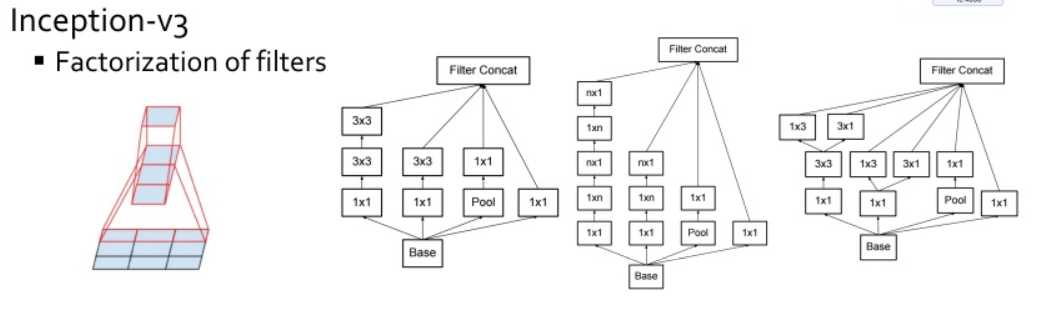 Inception-v3
▪ Factorization of filters
Filter Concat
3x3
3x3 3x3 1x1
1x1 1x1 Pool 1x1
Base
Filter Concat
nx1
1xn
nx1 nx1
1xn 1xn 1x1
1x1 1x1 Pool 1x1
Base
Filter Concat
1x3 3x1
3x3 1x3 3x1 1x1
1x1 1x1 Pool 1x1
Base